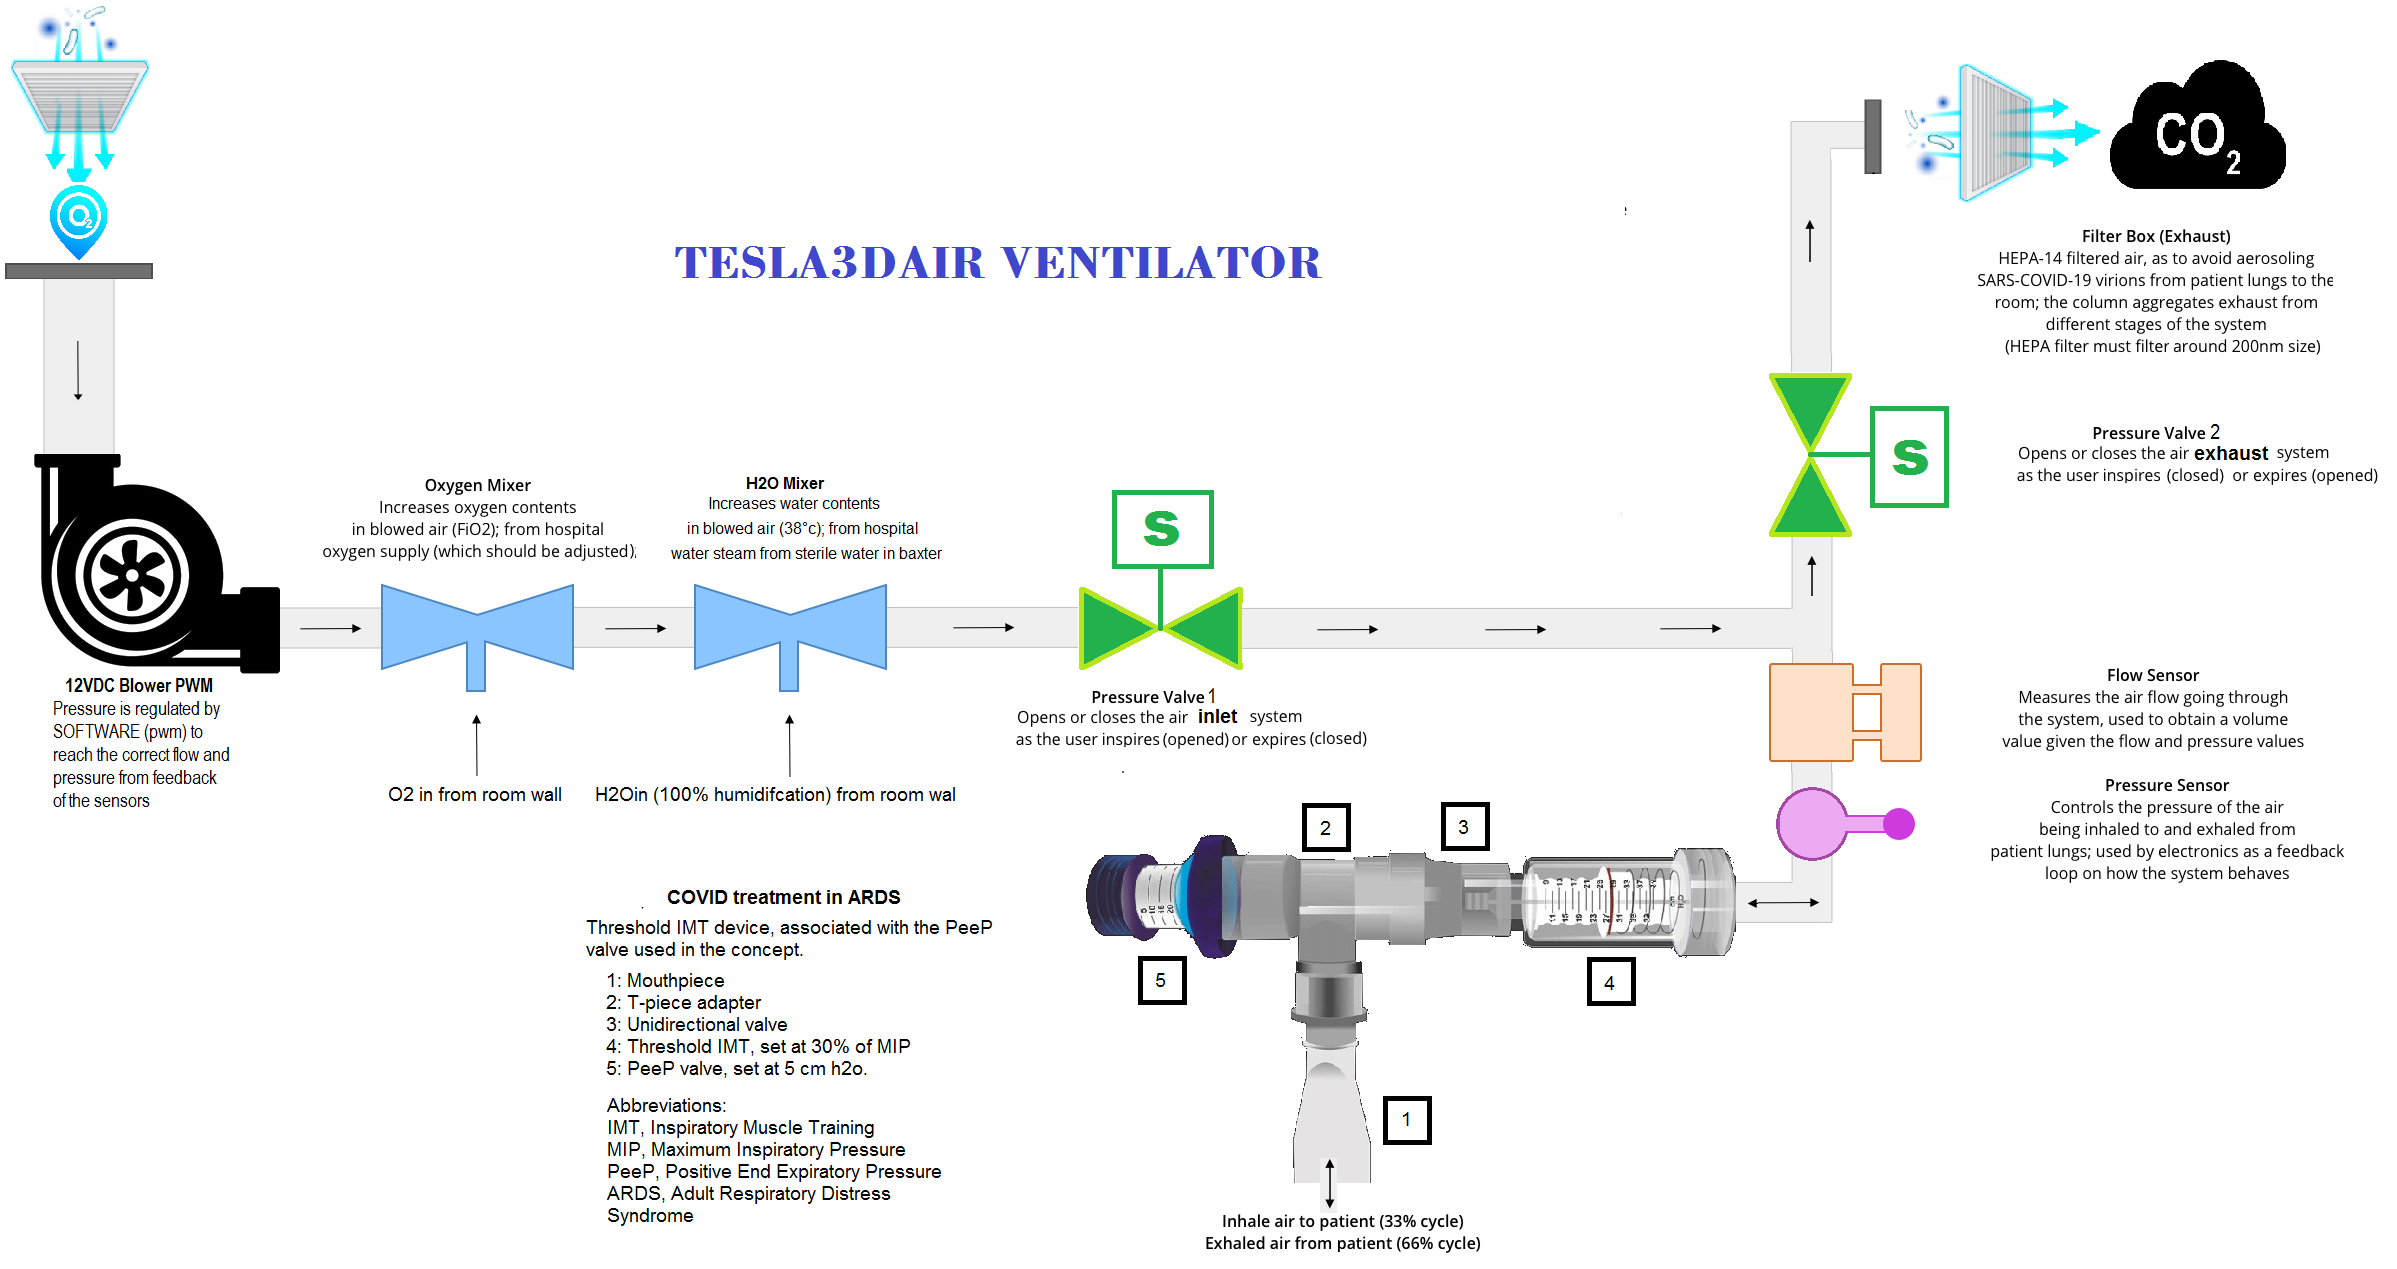 O2
TESLA3DAIR VENTILATOR
CO2
Filter Box (Exhaust)
HEPA-14 filtered air, as to avoid aerosoling
SARS-COVID-19 virions from patient lungs to the
room; the column aggregates exhaust from
different stages of the system
(HEPA filter must filter around 200nm size)
S
Pressure Valve 2
Opens or closes the air exhaust system
as the user inspires (closed) or expires (opened)
Oxygen Mixer
Increases oxygen contents
in blowed air (FiO2); from hospital
oxygen supply (which should be adjusted);
H2O Mixer
Increases water contents
in blowed air (38°c); from hospital
water steam from sterile water in baxter
S
12VDC Blower PWM
Pressure is regulated by
SOFTWARE (pwm) to
reach the correct flow and
pressure from feedback
of the sensors
O2 in from room wall
H2Oin (100% humidifcation) from room wal
Pressure Valve 1
Opens or closes the air inlet system
as the user inspires (opened) or expires (closed)
Flow Sensor
Measures the air flow going through
the system, used to obtain a volume
value given the flow and pressure values
Pressure Sensor
Controls the pressure of the air
being inhaled to and exhaled from
patient lungs; used by electronics as a feedback
loop on how the system behaves
COVID treatment in ARDS
Threshold IMT device, associated with the PeeP
valve used in the concept.
1: Mouthpiece
2: T-piece adapter
3: Unidirectional valve
4: Threshold IMT, set at 30% of MIP
5: PeeP valve, set at 5 cm h2o.
Abbreviations:
IMT, Inspiratory Muscle Training
MIP, Maximum Inspiratory Pressure
PeeP, Positive End Expiratory Pressure
ARDS, Adult Respiratory Distress
Syndrome
2
3
5
4
1
Inhale air to patient (33% cycle)
Exhaled air from patient (66% cycle)